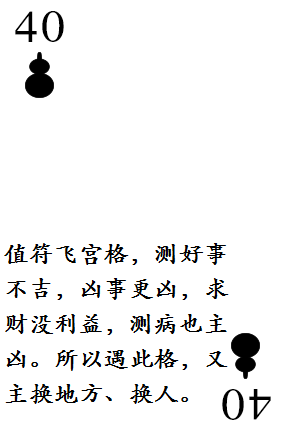 40
值符飞宫格，测好事
不吉，凶事更凶，求
财没利益，测病也主
凶。所以遇此格，又
主换地方、换人。
40